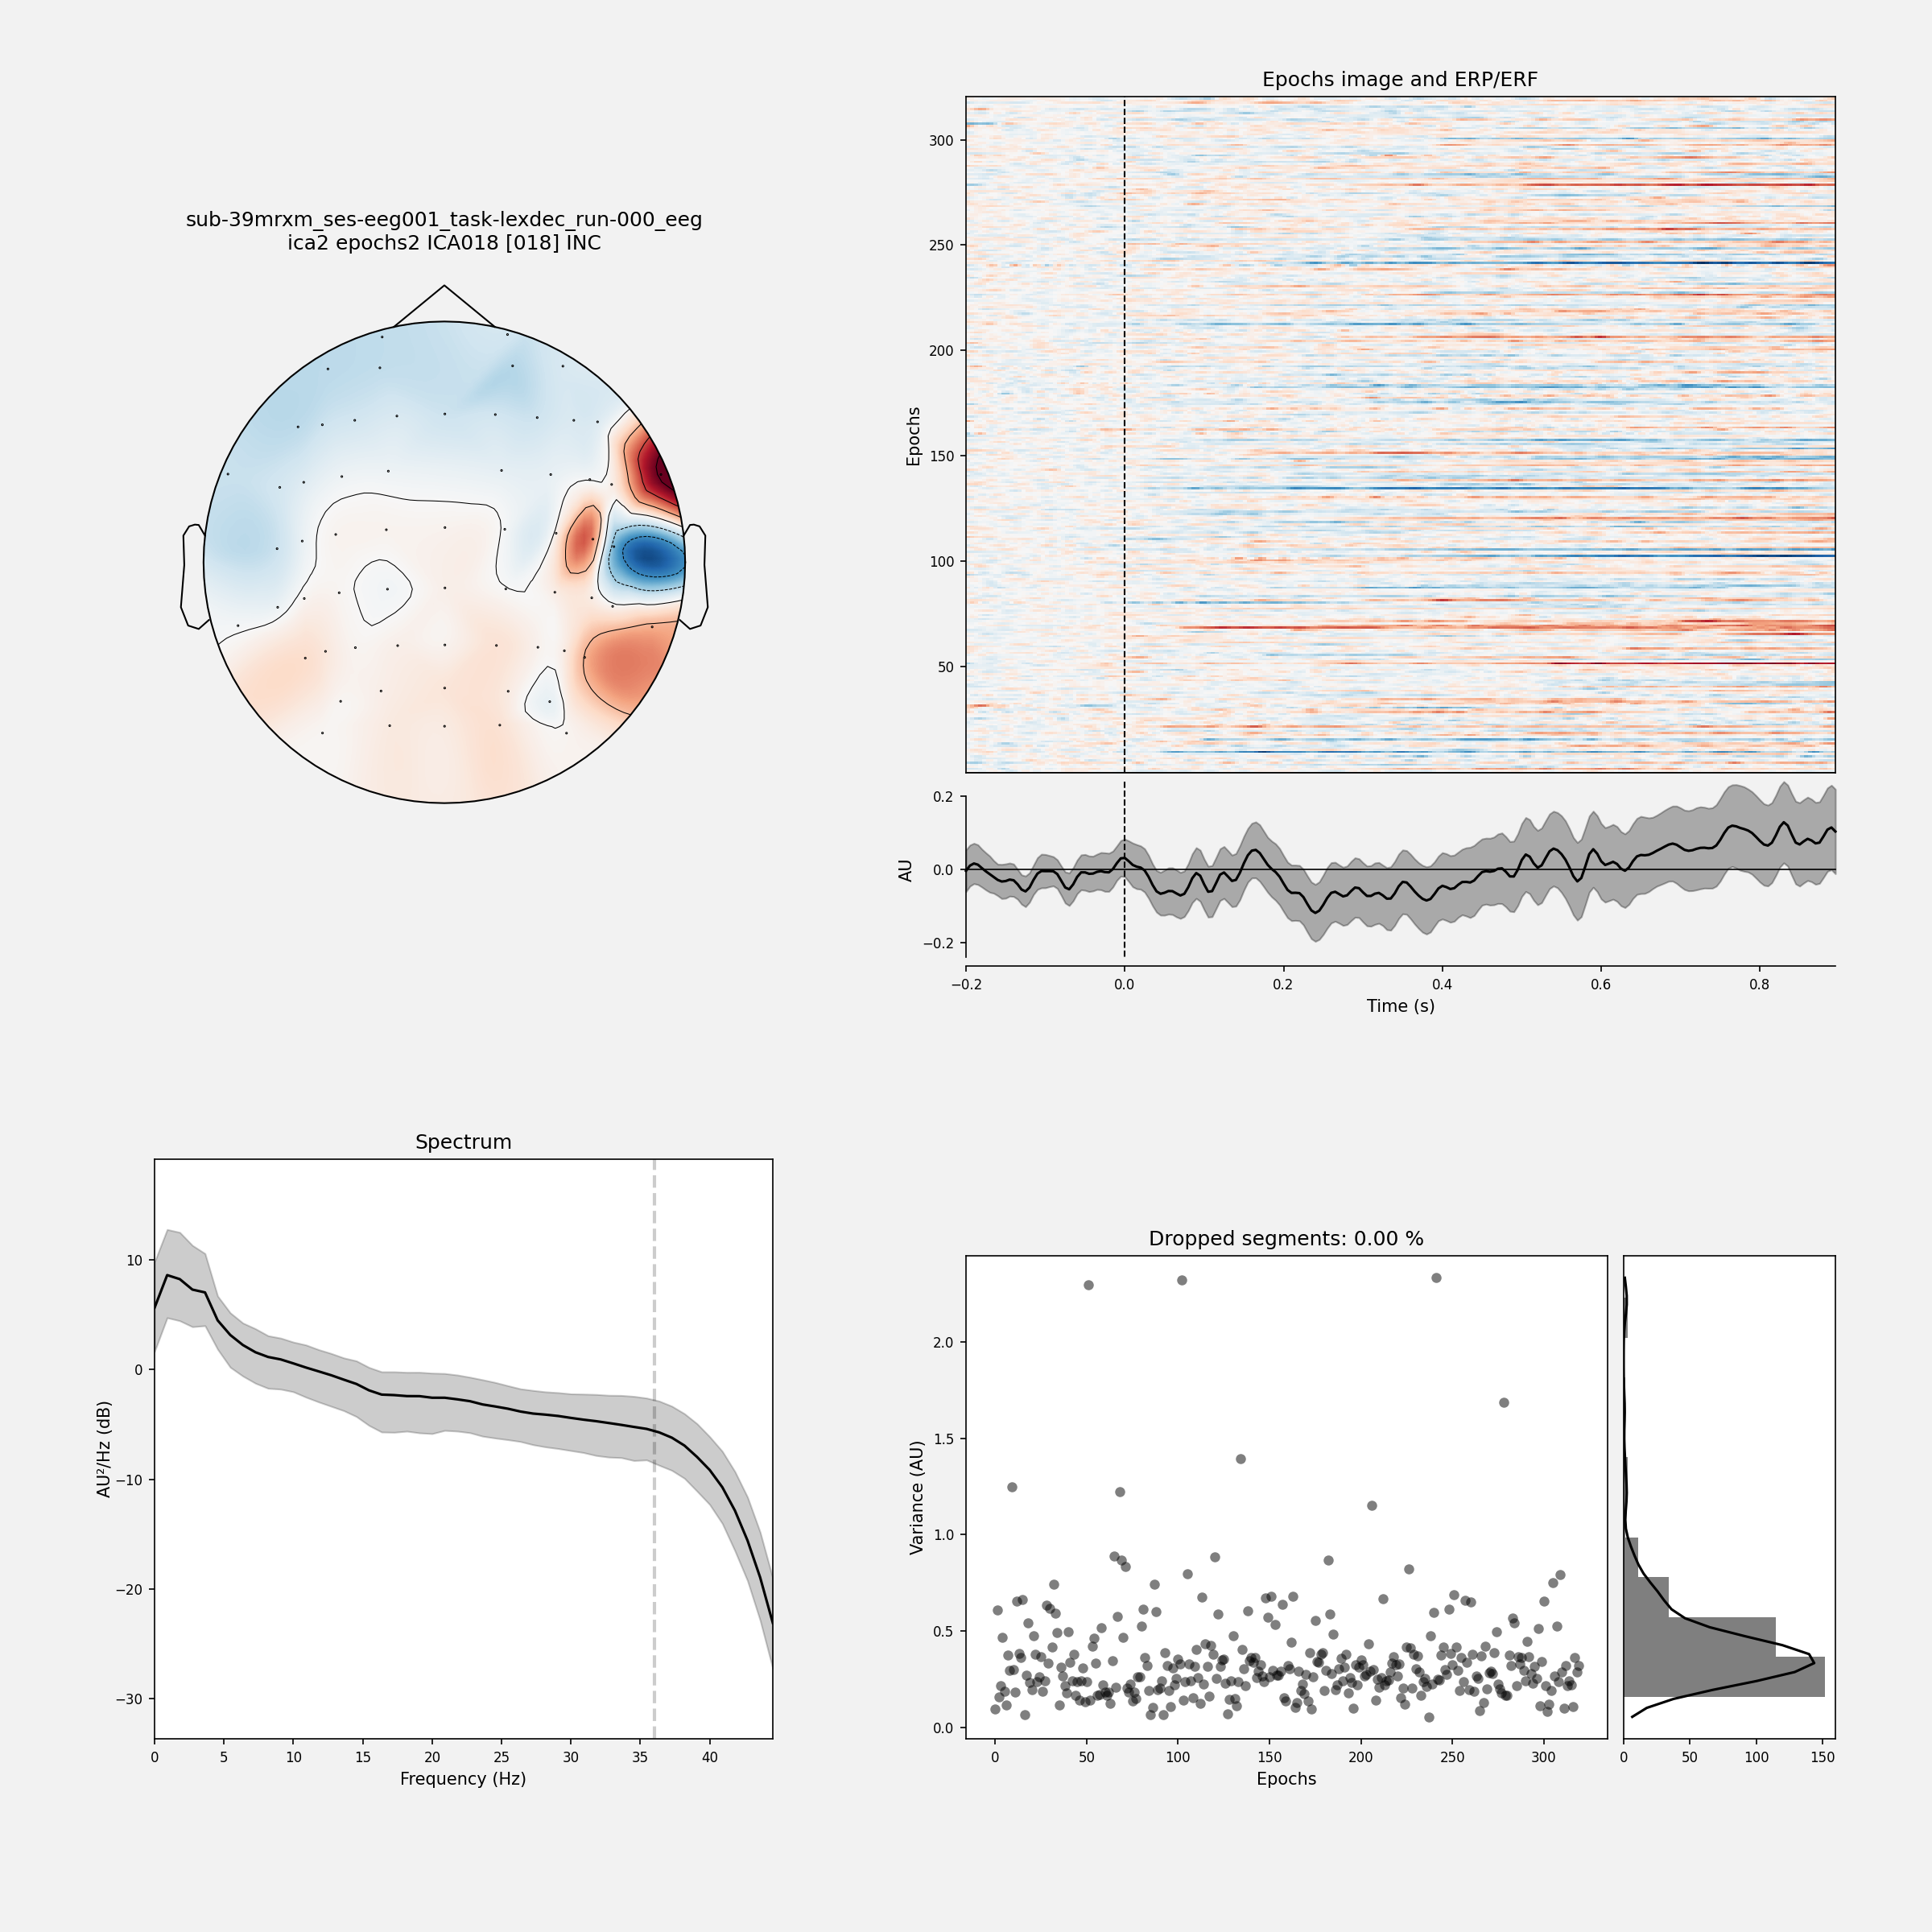 sub-39mrxm_ses-eeg001_task-lexdec_run-000_eeg
ica2 epochs2 ICA018 [018] INC
Epochs image and ERP/ERF
Epochs
300
250
200
150
100
50
AU
0.2
0.0
−0.2
−0.2 0.0 0.2 0.4 0.6 0.8
Time (s)
Spectrum
AU²/Hz (dB)
10
0
−10
−20
−30
0 5 10 15 20 25 30 35 40
Frequency (Hz)
Dropped segments: 0.00 %
Variance (AU)
2.0
1.5
1.0
0.5
0.0
0 50 100 150 200 250 300
Epochs
0 50 100 150